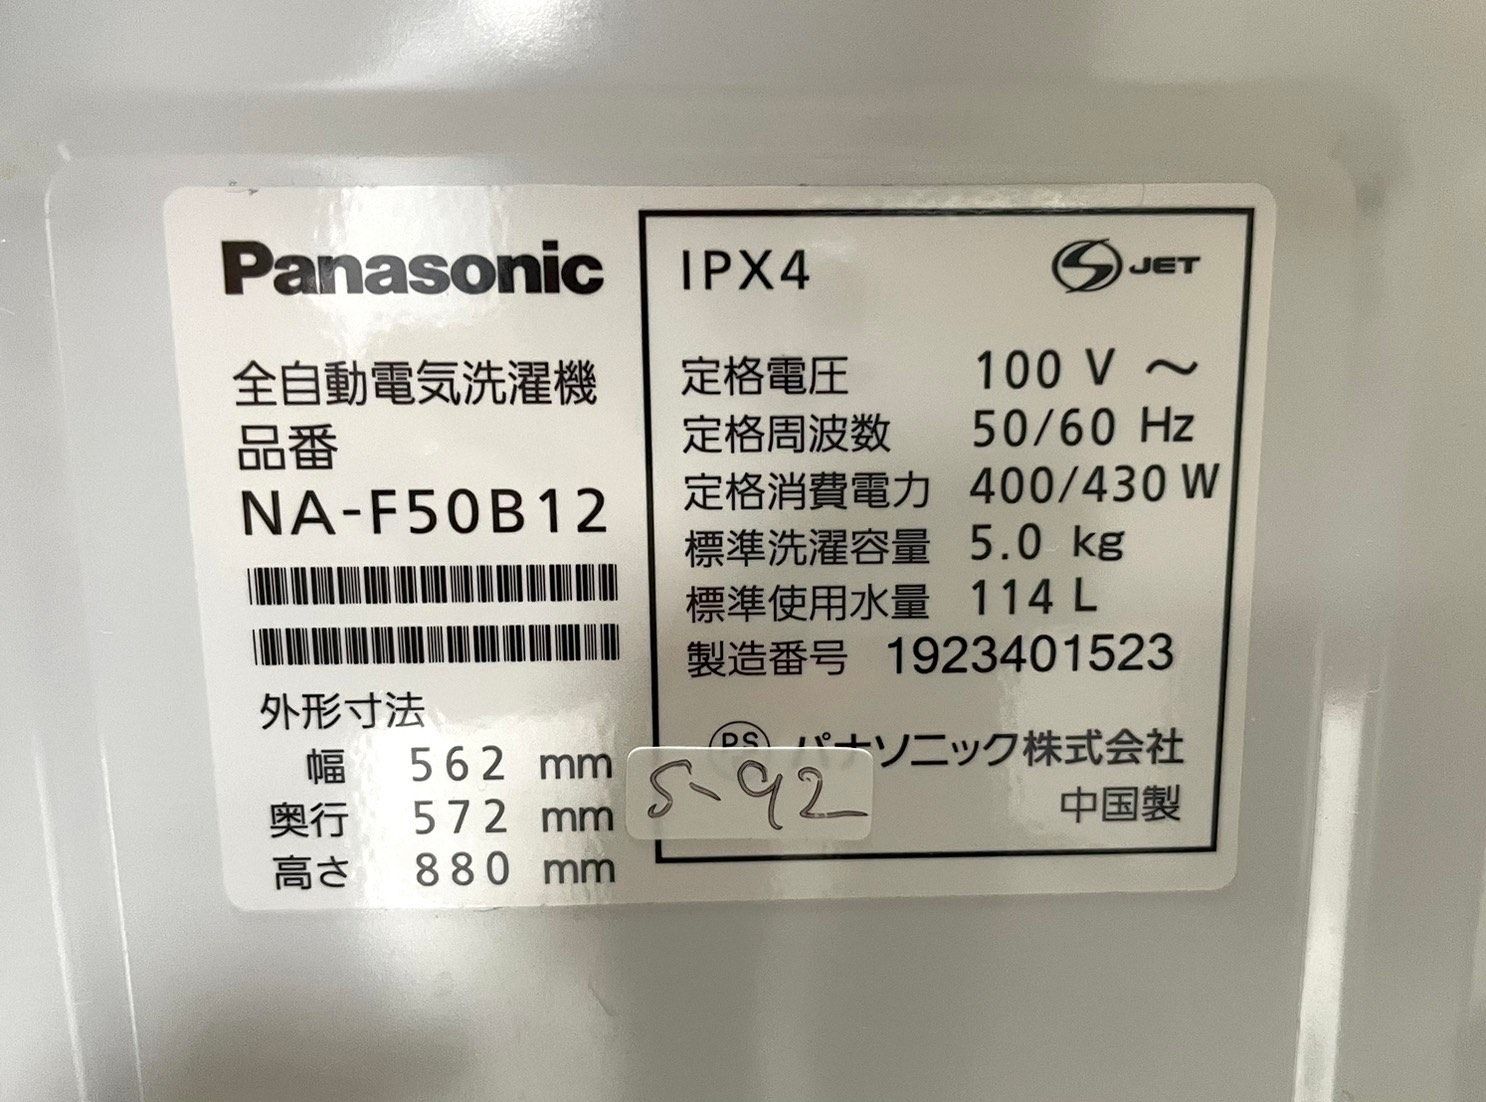 Panasonic
全自動電気洗濯機
品番
NA-F50B12
外形寸法
幅 562 mm
奥行 572 mm
高さ 880 mm
IPX4
S JET
定格電圧 100 V ～
定格周波数 50/60 Hz
定格消費電力 400/430 W
標準洗濯容量 5.0 kg
標準使用水量 114 L
製造番号 1923401523
PS パナソニック株式会社
中国製
S-92